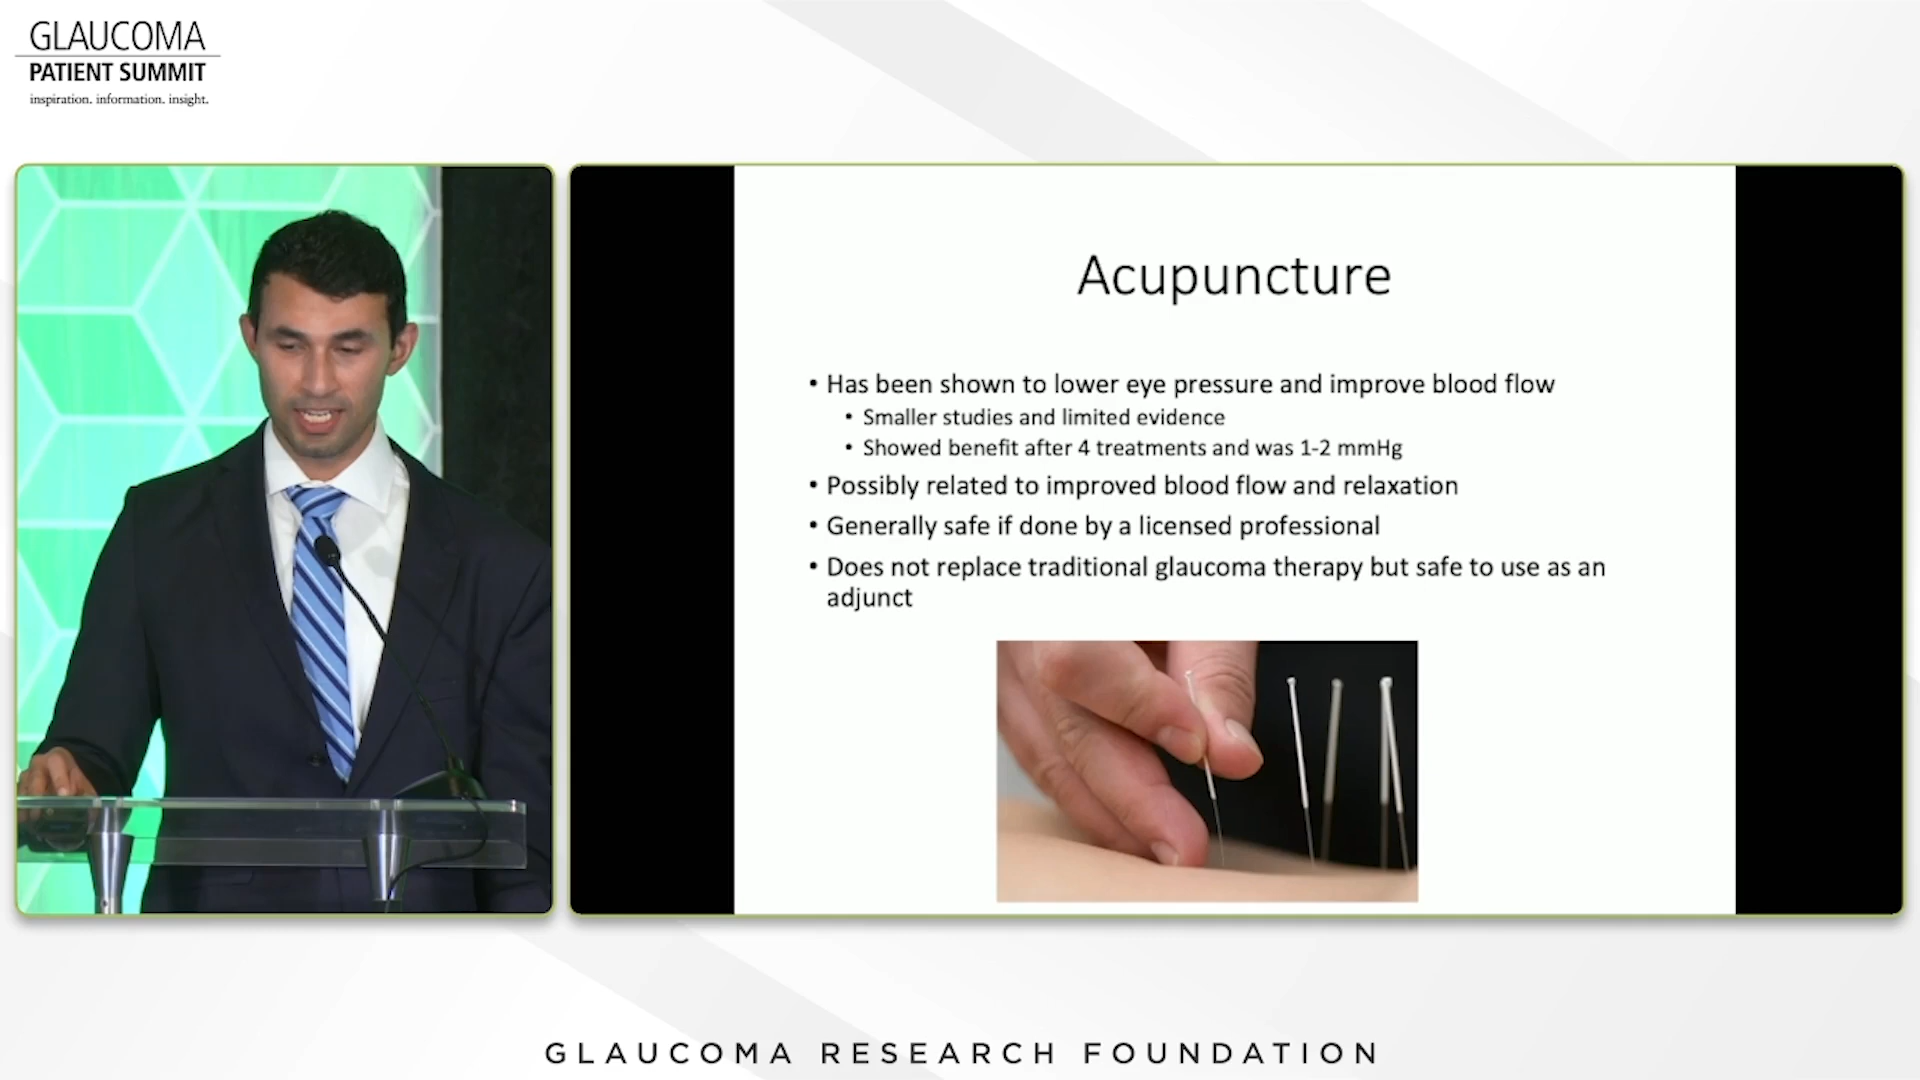 GLAUCOMA
PATIENT SUMMIT
inspiration. information. insight.
Acupuncture
• Has been shown to lower eye pressure and improve blood flow
• Smaller studies and limited evidence
• Showed benefit after 4 treatments and was 1-2 mmHg
• Possibly related to improved blood flow and relaxation
• Generally safe if done by a licensed professional
• Does not replace traditional glaucoma therapy but safe to use as an
adjunct
GLAUCOMA RESEARCH FOUNDATION